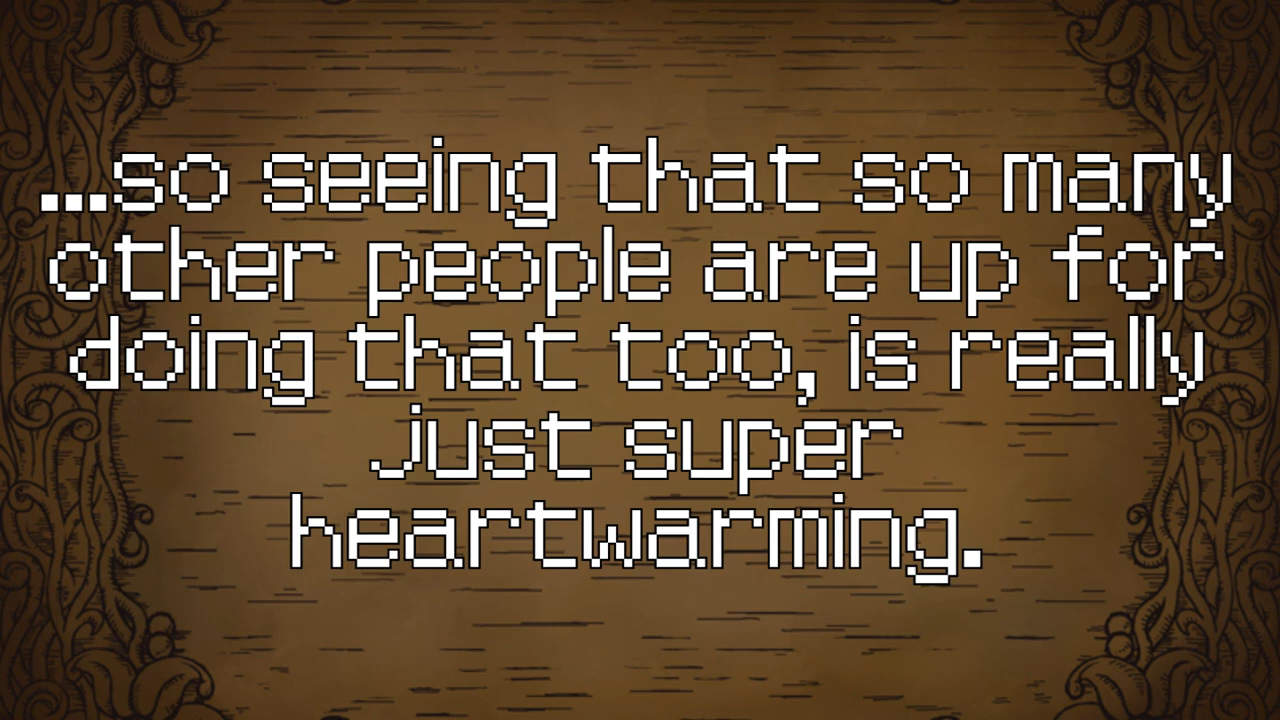 ...so seeing that so many
other people are up for
doing that too, is really
just super
heartwarming.